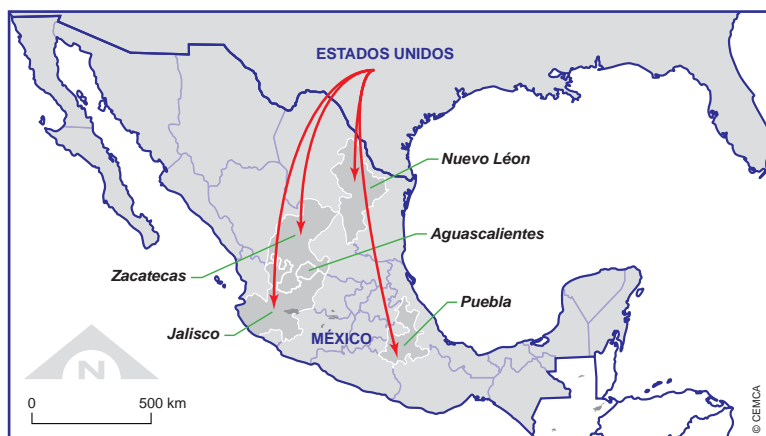 ESTADOS UNIDOS
Nuevo Léon
Aguascalientes
Zacatecas
Puebla
Jalisco
MÉXICO
N
0 500 km
© CEMCA